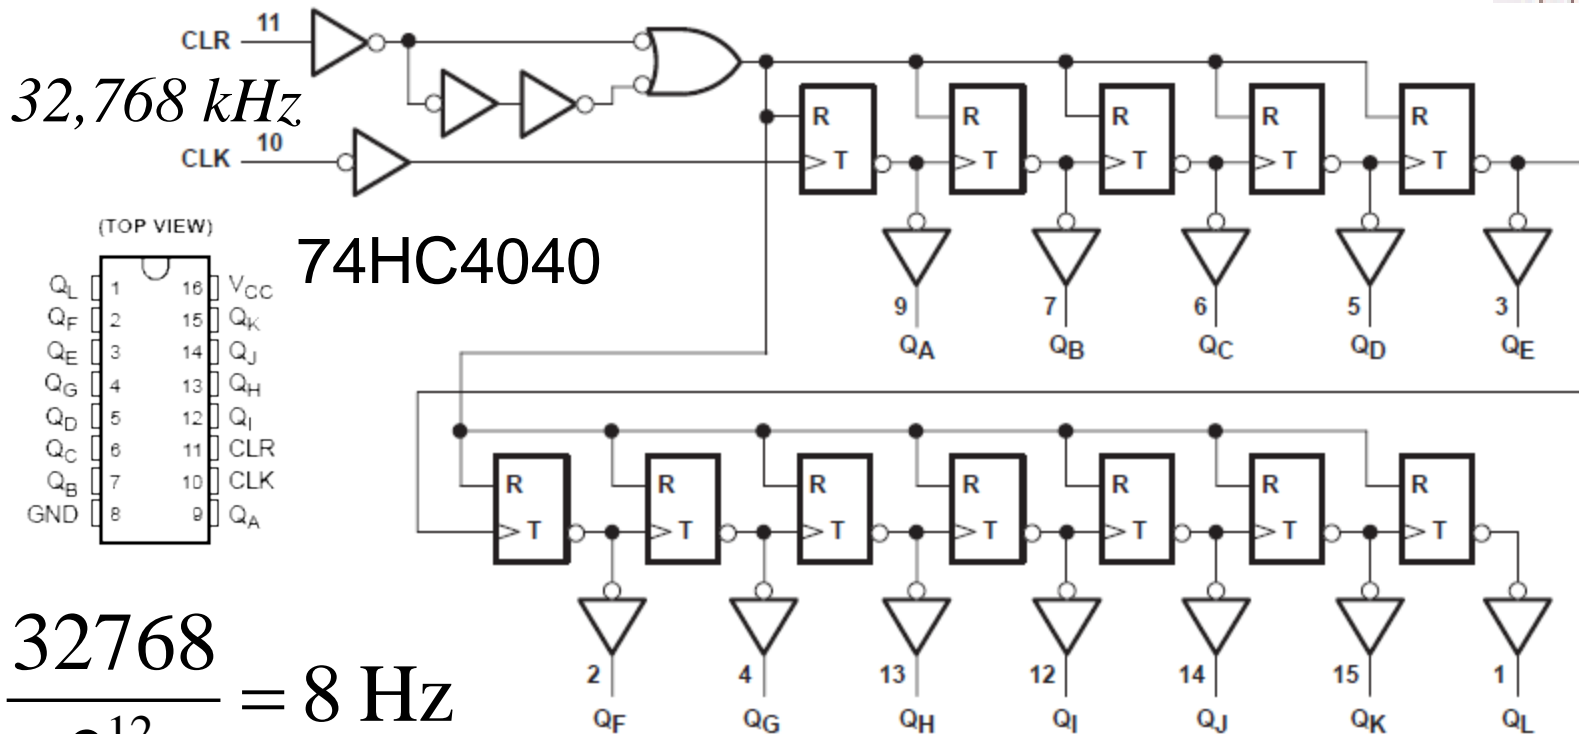 CLR 11
32,768 kHz
CLK 10
R R R R R
T T T T T
(TOP VIEW)
74HC4040
9 7 6 5 3
QA QB QC QD QE
QL 1 16 VCC
QF 2 15 QK
QE 3 14 QJ
QG 4 13 QH
QD 5 12 QI
QC 6 11 CLR
QB 7 10 CLK
GND 8 9 QA
R R R R R R R
T T T T T T T
2 4 13 12 14 15 1
QF QG QH QI QJ QK QL
32768
= 8 Hz
12